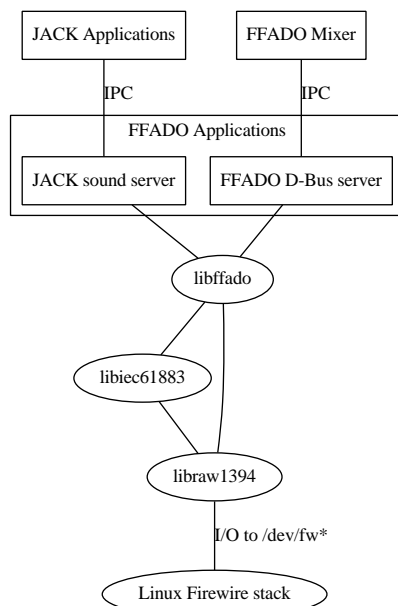 JACK Applications
FFADO Mixer
IPC
IPC
FFADO Applications
JACK sound server
FFADO D-Bus server
libffado
libiec61883
libraw1394
I/O to /dev/fw*
Linux Firewire stack